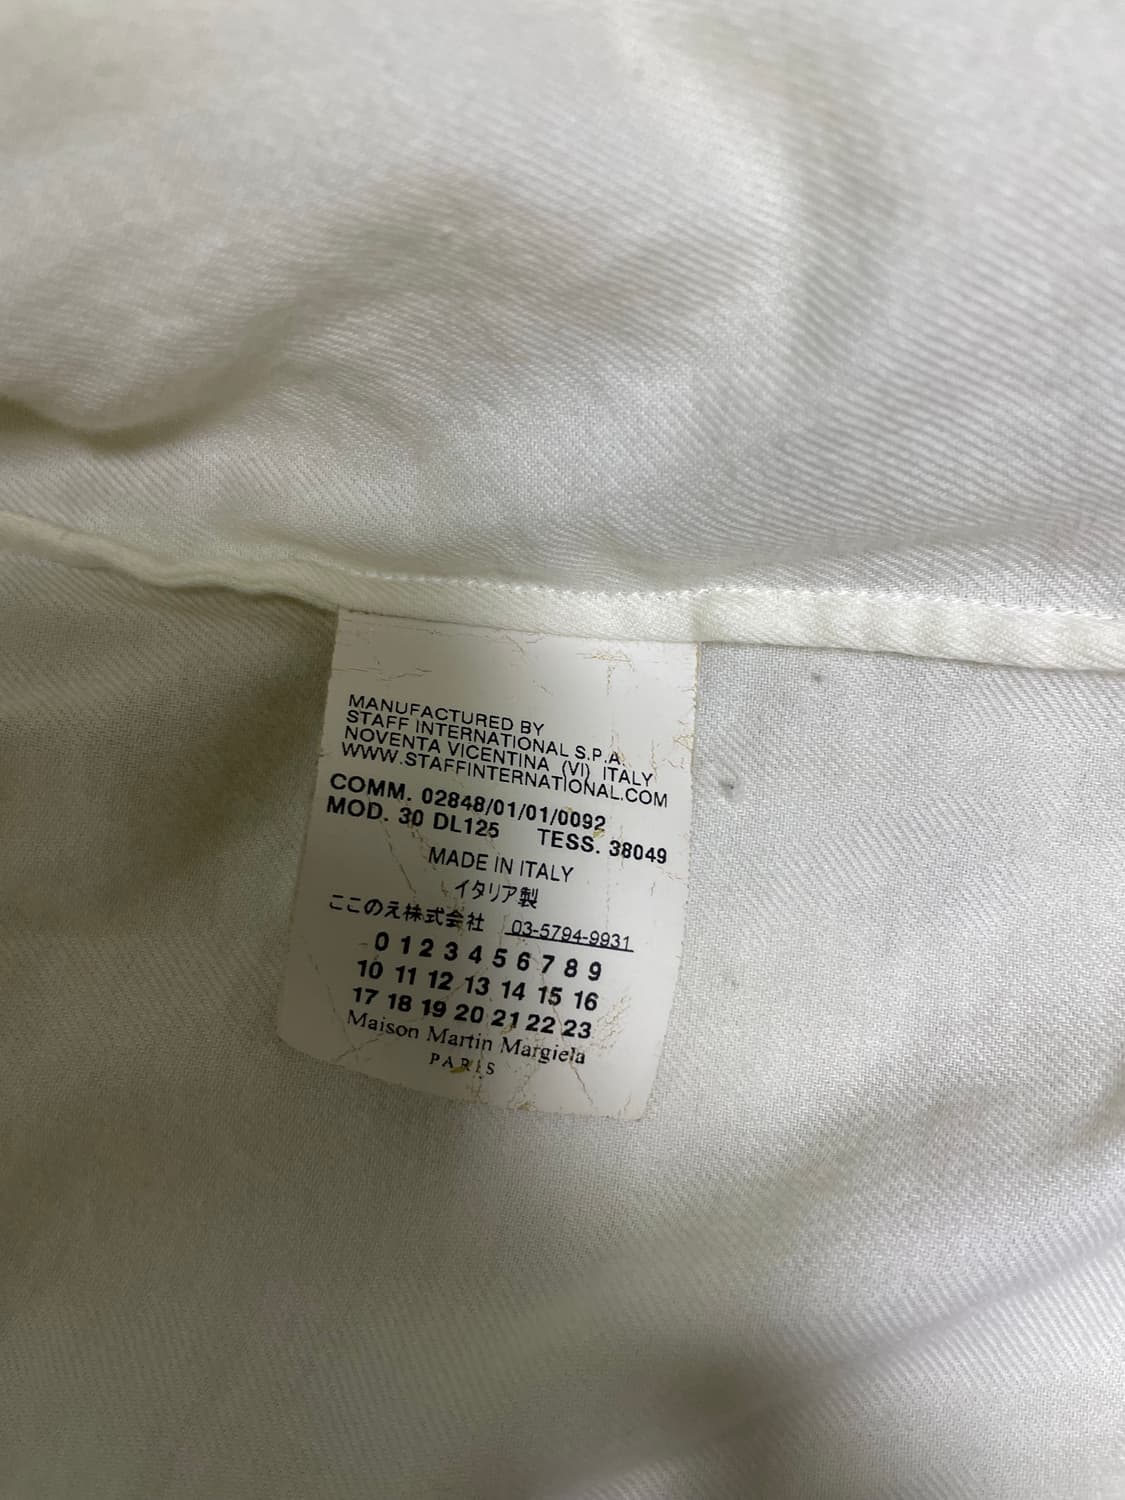 MANUFACTURED BY
STAFF INTERNATIONAL S.P.A.
NOVENTA VICENTINA (VI) ITALY
WWW.STAFFINTERNATIONAL.COM
COMM. 02848/01/01/0092
MOD. 30 DL125 TESS. 38049
MADE IN ITALY
イタリア製
ここのえ株式会社 03-5794-9931
0 1 2 3 4 5 6 7 8 9
10 11 12 13 14 15 16
17 18 19 20 21 22 23
Maison Martin Margiela
PARIS